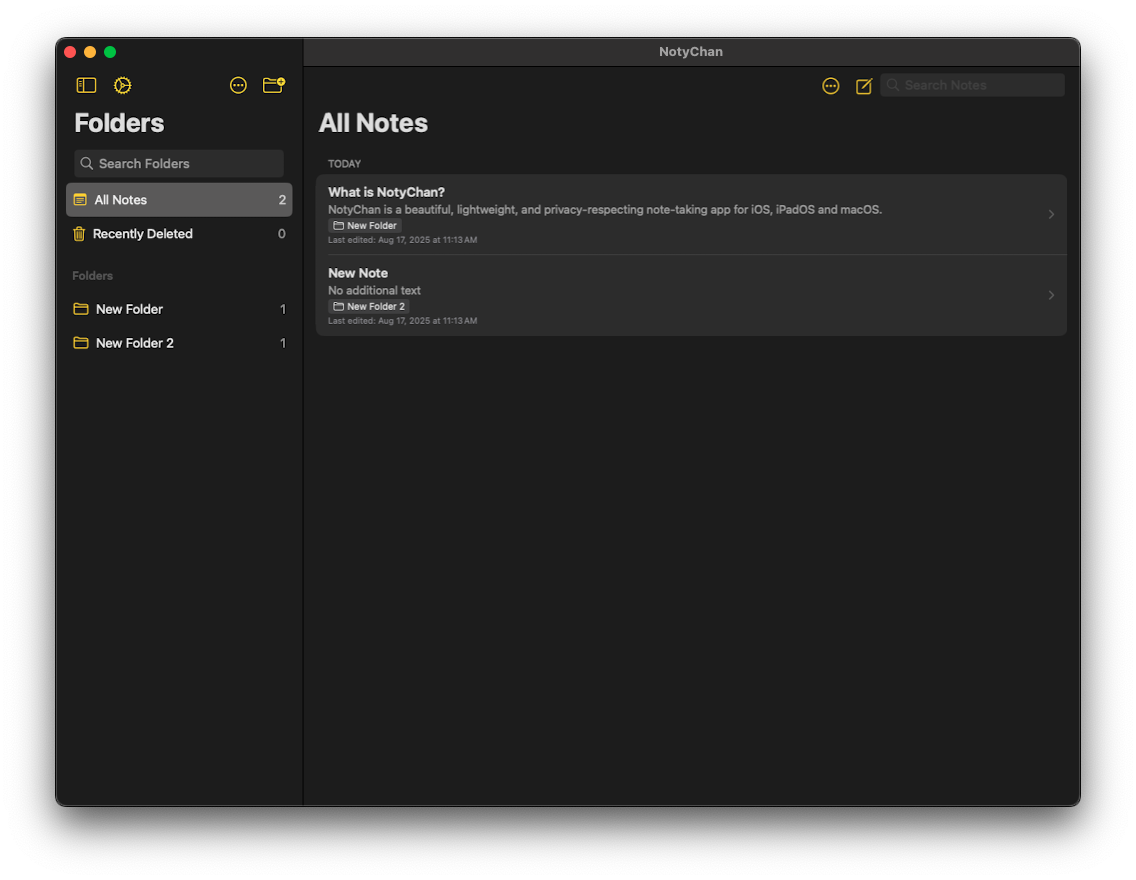 NotyChan
Folders
Search Folders
All Notes 2
Recently Deleted 0
Folders
New Folder 1
New Folder 2 1
Search Notes
All Notes
TODAY
What is NotyChan?
NotyChan is a beautiful, lightweight, and privacy-respecting note-taking app for iOS, iPadOS and macOS.
New Folder
Last edited: Aug 17, 2025 at 11:13 AM
New Note
No additional text
New Folder 2
Last edited: Aug 17, 2025 at 11:13 AM